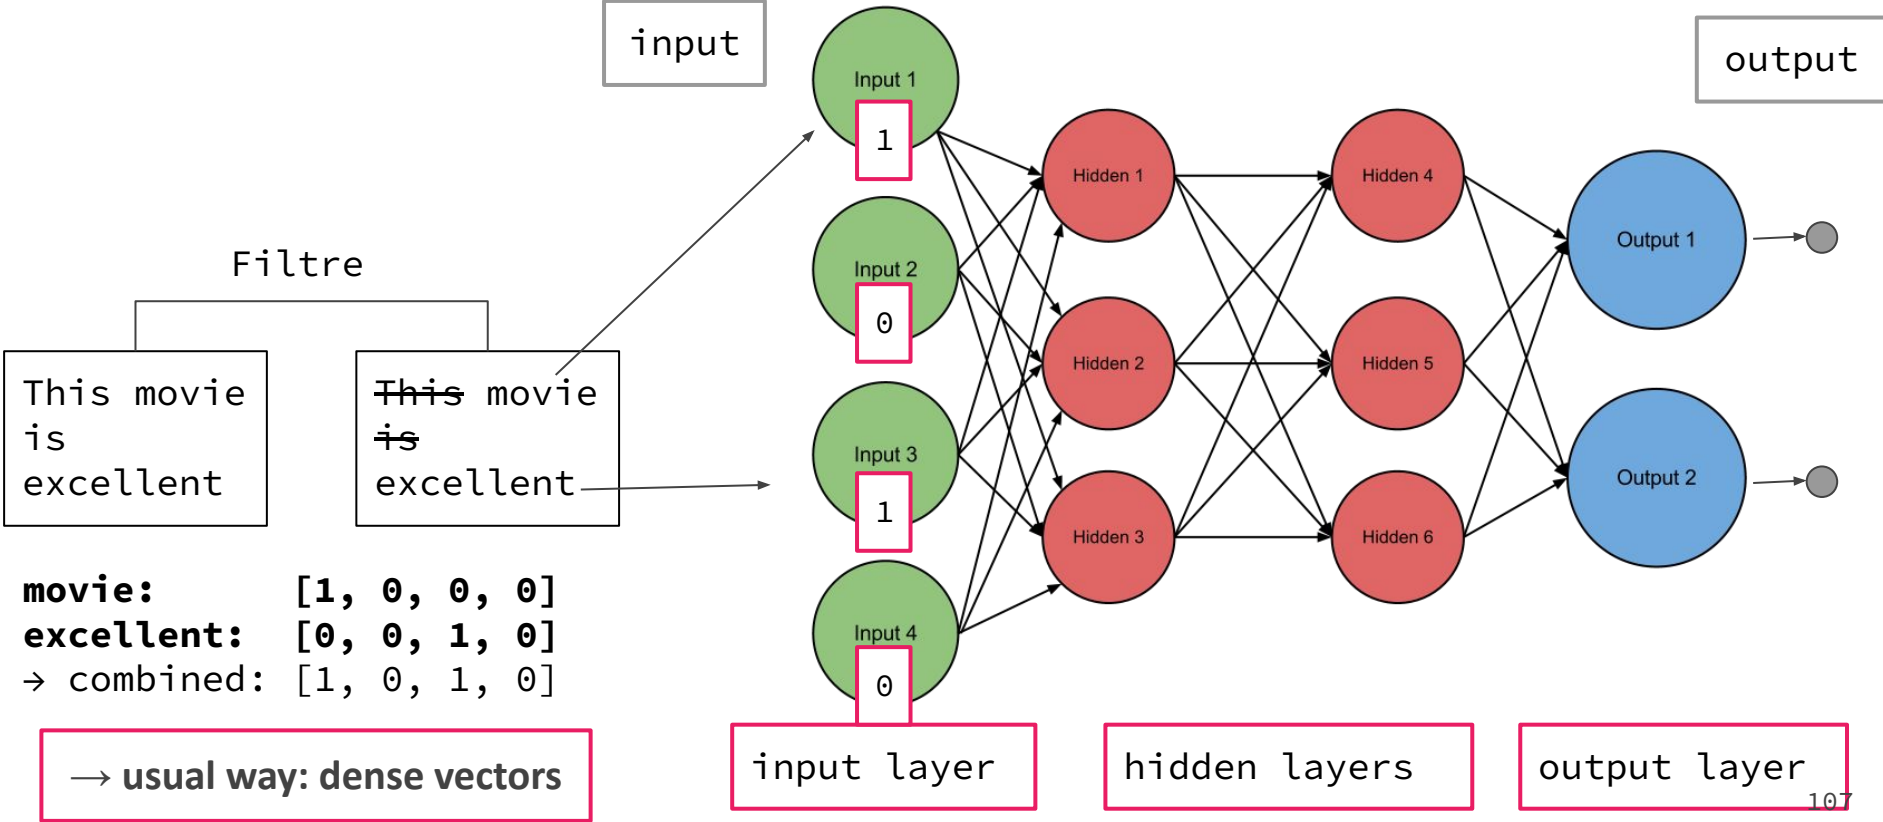 input
output
Filtre
This movie
is
excellent
This movie
is
excellent
movie: [1, 0, 0, 0]
excellent: [0, 0, 1, 0]
→ combined: [1, 0, 1, 0]
→ usual way: dense vectors
Input 1
1
Input 2
0
Input 3
1
Input 4
0
Hidden 1
Hidden 2
Hidden 3
Hidden 4
Hidden 5
Hidden 6
Output 1
Output 2
input layer
hidden layers
output layer
107